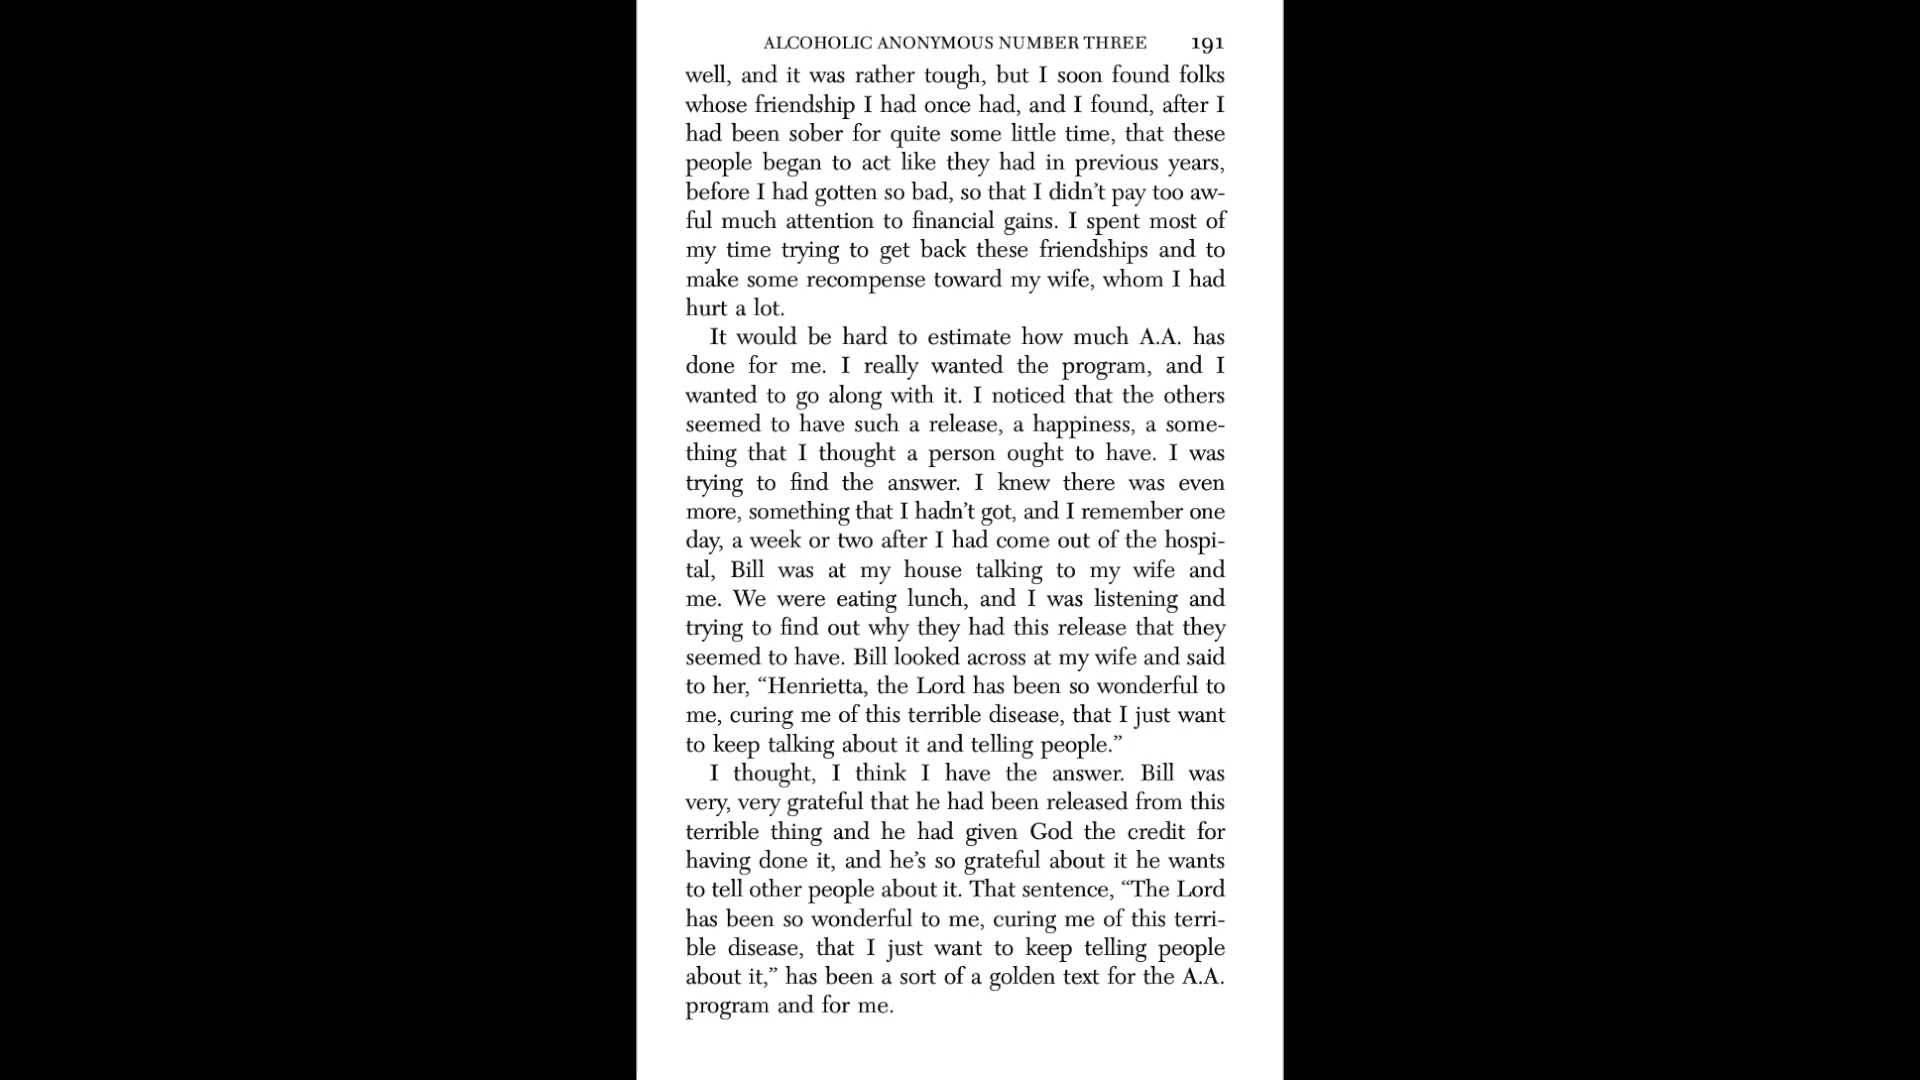 ALCOHOLIC ANONYMOUS NUMBER THREE 191
well, and it was rather tough, but I soon found folks
whose friendship I had once had, and I found, after I
had been sober for quite some little time, that these
people began to act like they had in previous years,
before I had gotten so bad, so that I didn’t pay too aw-
ful much attention to financial gains. I spent most of
my time trying to get back these friendships and to
make some recompense toward my wife, whom I had
hurt a lot.
It would be hard to estimate how much A.A. has
done for me. I really wanted the program, and I
wanted to go along with it. I noticed that the others
seemed to have such a release, a happiness, a some-
thing that I thought a person ought to have. I was
trying to find the answer. I knew there was even
more, something that I hadn’t got, and I remember one
day, a week or two after I had come out of the hospi-
tal, Bill was at my house talking to my wife and
me. We were eating lunch, and I was listening and
trying to find out why they had this release that they
seemed to have. Bill looked across at my wife and said
to her, “Henrietta, the Lord has been so wonderful to
me, curing me of this terrible disease, that I just want
to keep talking about it and telling people.”
I thought, I think I have the answer. Bill was
very, very grateful that he had been released from this
terrible thing and he had given God the credit for
having done it, and he’s so grateful about it he wants
to tell other people about it. That sentence, “The Lord
has been so wonderful to me, curing me of this terri-
ble disease, that I just want to keep telling people
about it,” has been a sort of a golden text for the A.A.
program and for me.